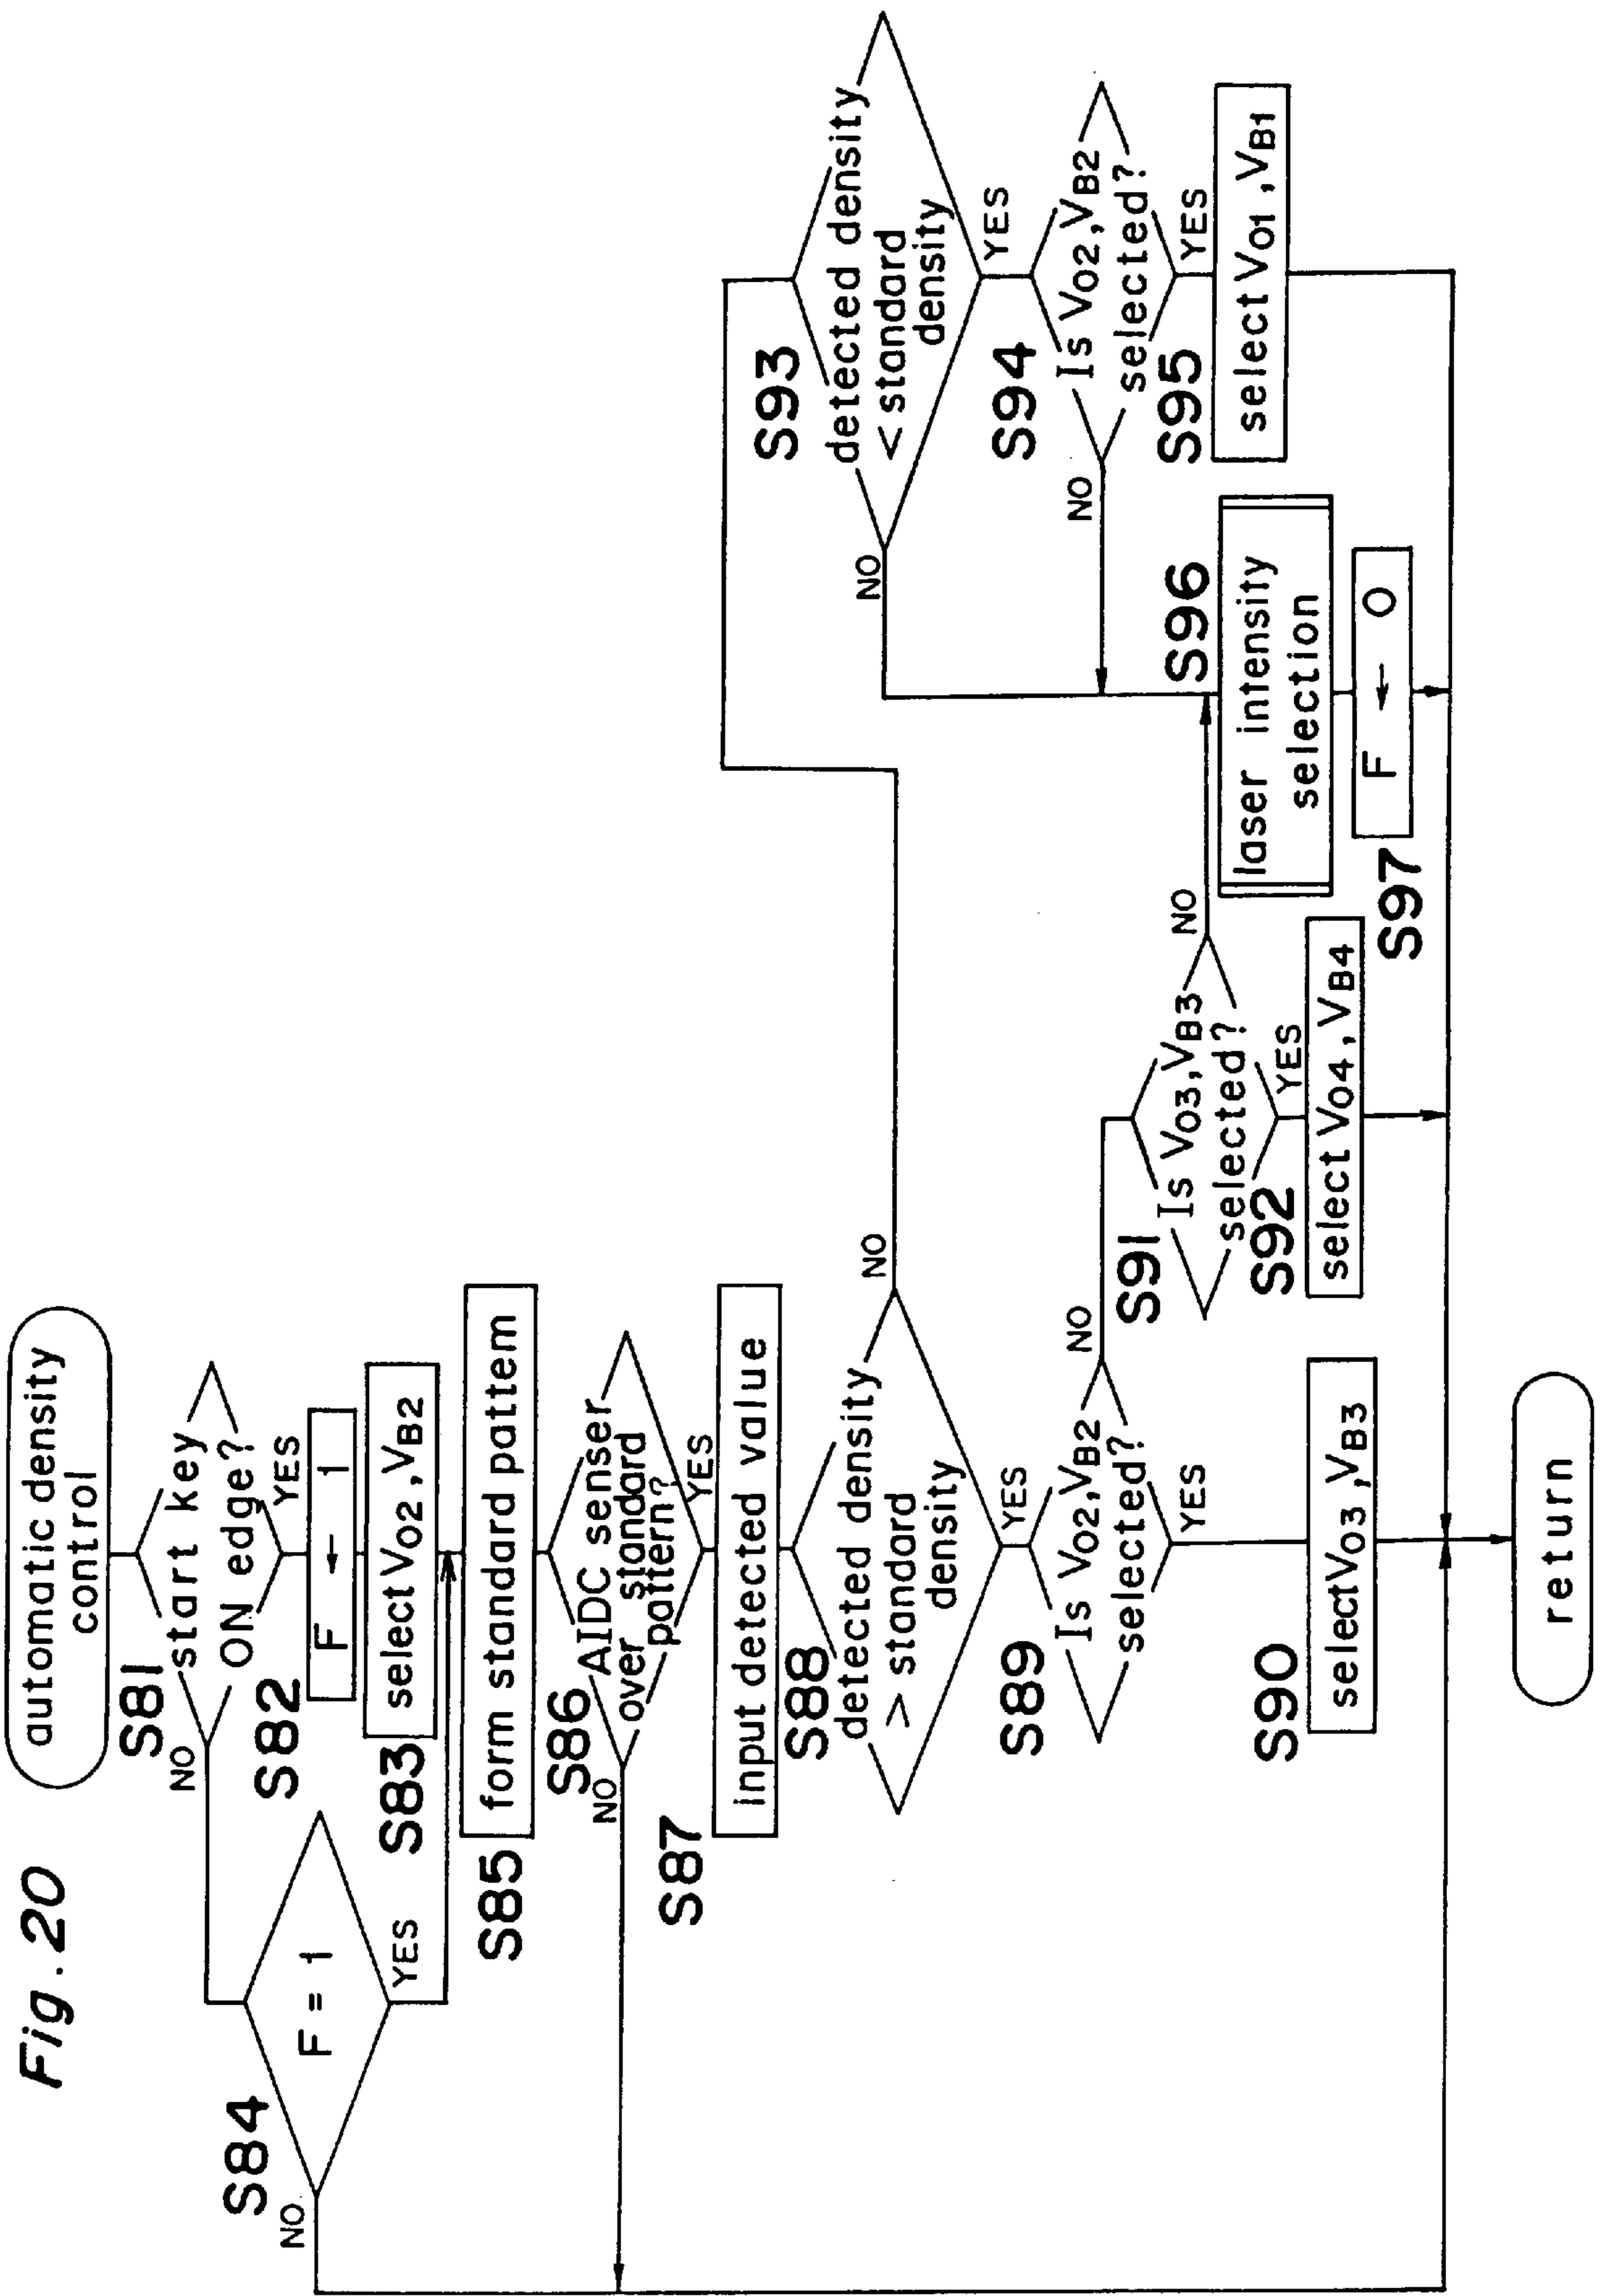 Fig.20
automatic density
control
S81
start key
ON edge?
NO
YES
S82
F ← 1
S83
select V02, VB2
S84
F = 1
NO
YES
S85
form standard pattern
S86
AIDC senser
over standard
pattern?
NO
YES
S87
input detected value
S88
detected density
> standard
density
NO
YES
S89
Is V02, VB2
selected?
NO
YES
S90
select V03, VB3
S91
Is V03, VB3
selected?
NO
YES
S92
select V04, VB4
S93
detected density
< standard
density
NO
YES
S94
Is V02, VB2
selected?
NO
YES
S95
select V01, VB1
S96
laser intensity
selection
S97
F ← 0
return